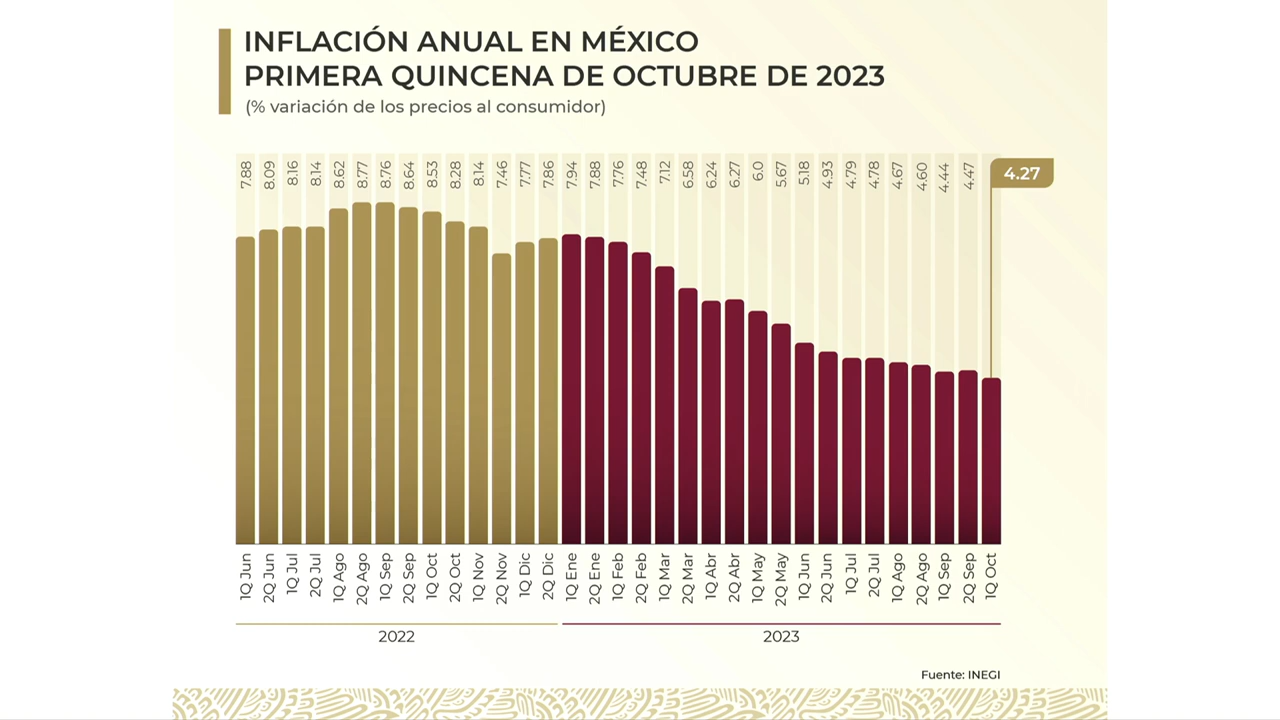 INFLACIÓN ANUAL EN MÉXICO
PRIMERA QUINCENA DE OCTUBRE DE 2023
(% variación de los precios al consumidor)
7.88 8.09 8.16 8.14 8.62 8.77 8.76 8.64 8.53 8.28 8.14 7.46 7.77 7.86 7.94 7.88 7.76 7.48 7.12 6.58 6.24 6.27 6.0 5.67 5.18 4.93 4.79 4.78 4.67 4.60 4.44 4.47 4.27
1Q Jun 2Q Jun 1Q Jul 2Q Jul 1Q Ago 2Q Ago 1Q Sep 2Q Sep 1Q Oct 2Q Oct 1Q Nov 2Q Nov 1Q Dic 2Q Dic 1Q Ene 2Q Ene 1Q Feb 2Q Feb 1Q Mar 2Q Mar 1Q Abr 2Q Abr 1Q May 2Q May 1Q Jun 2Q Jun 1Q Jul 2Q Jul 1Q Ago 2Q Ago 1Q Sep 2Q Sep 1Q Oct
2022 2023
Fuente: INEGI